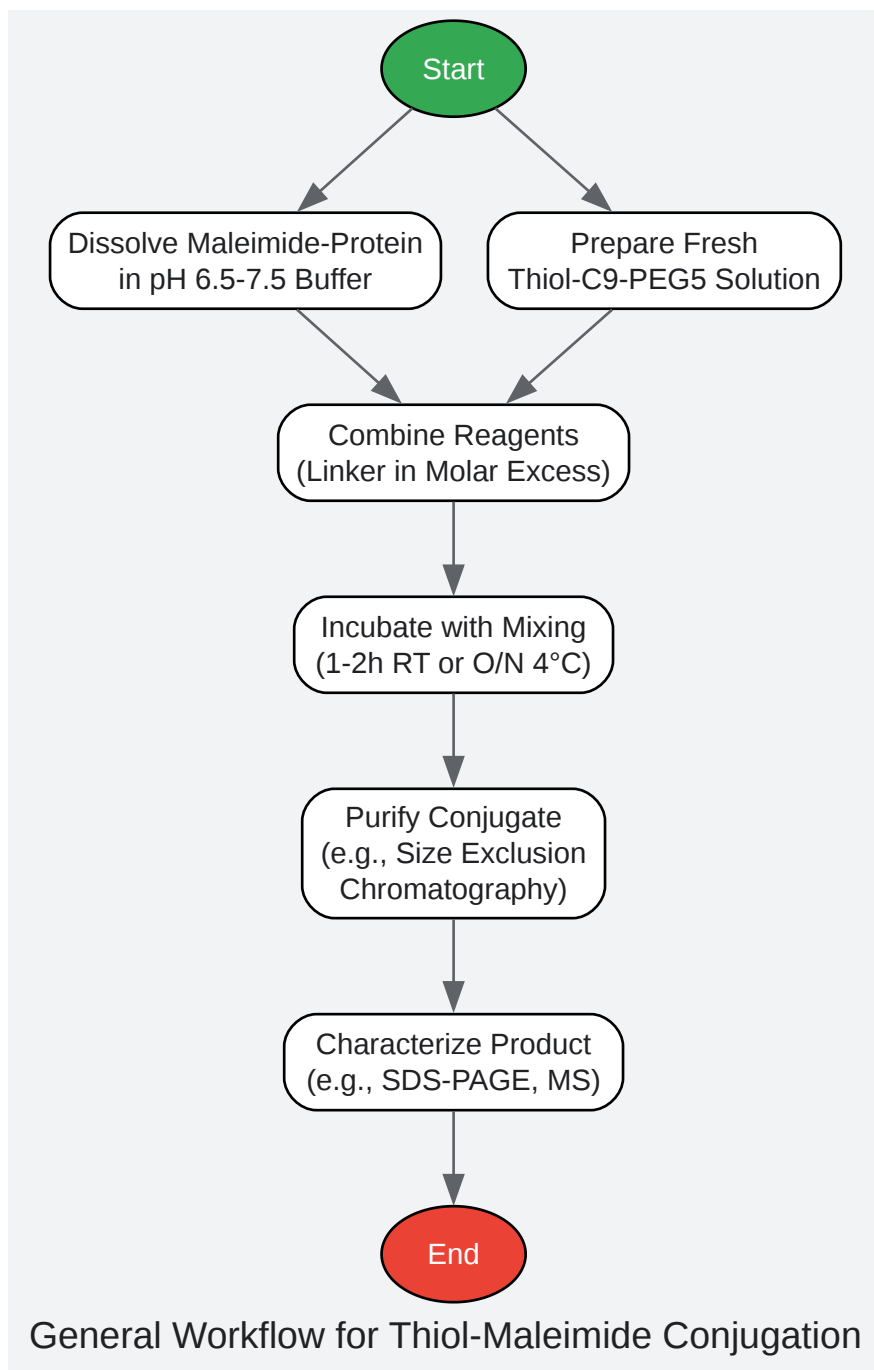 Start
Dissolve Maleimide-Protein
in pH 6.5-7.5 Buffer
Prepare Fresh
Thiol-C9-PEG5 Solution
Combine Reagents
(Linker in Molar Excess)
Incubate with Mixing
(1-2h RT or O/N 4°C)
Purify Conjugate
(e.g., Size Exclusion
Chromatography)
Characterize Product
(e.g., SDS-PAGE, MS)
End
General Workflow for Thiol-Maleimide Conjugation